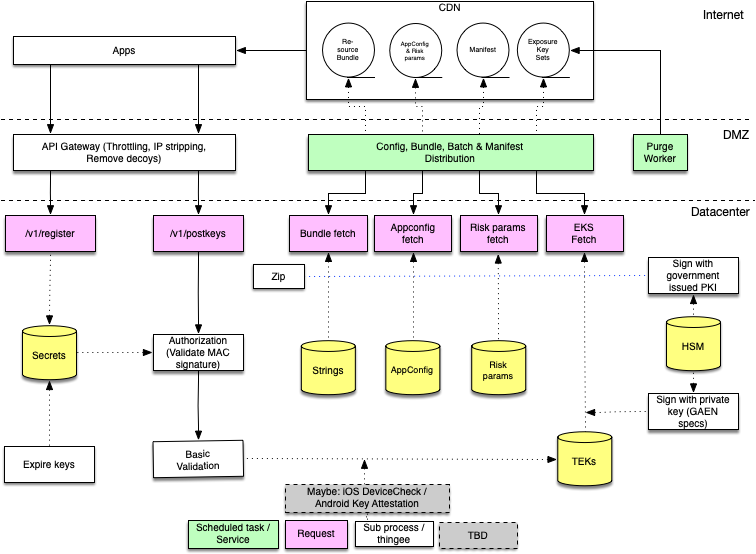 CDN
Internet
Re-
source
Bundle
AppConfig
& Risk
params
Manifest
Exposure
Key
Sets
Apps
DMZ
API Gateway (Throttling, IP stripping,
Remove decoys)
Config, Bundle, Batch & Manifest
Distribution
Purge
Worker
Datacenter
/v1/register
/v1/postkeys
Bundle fetch
Appconfig
fetch
Risk params
fetch
EKS
Fetch
Zip
Sign with
government
issued PKI
Secrets
Authorization
(Validate MAC
signature)
Strings
AppConfig
Risk
params
HSM
Sign with private
key (GAEN
specs)
Expire keys
Basic
Validation
TEKs
Maybe: iOS DeviceCheck /
Android Key Attestation
Scheduled task /
Service
Request
Sub process /
thingee
TBD